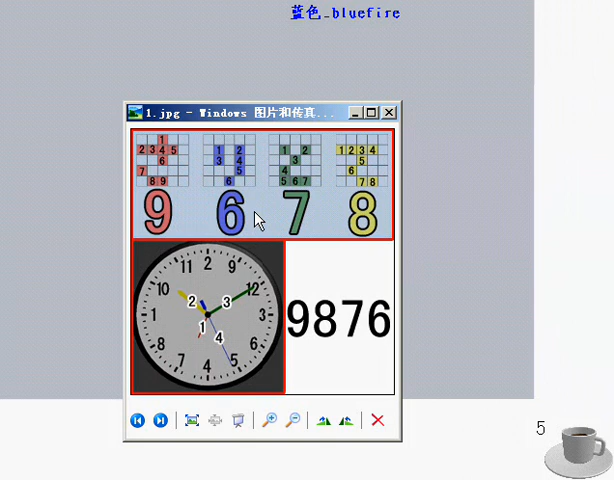 蓝色_bluefire
1.jpg - Windows 图片和传真...
1 1 2 1 2 1 2 3 4
2 3 4 5 3 4 3 5
6 5 4 6
7 8 9 6 5 6 7 7 8
9 6 7 8
11 2 9
10 12
1 3
8 5
7 4
2 3
1 4
9876
5